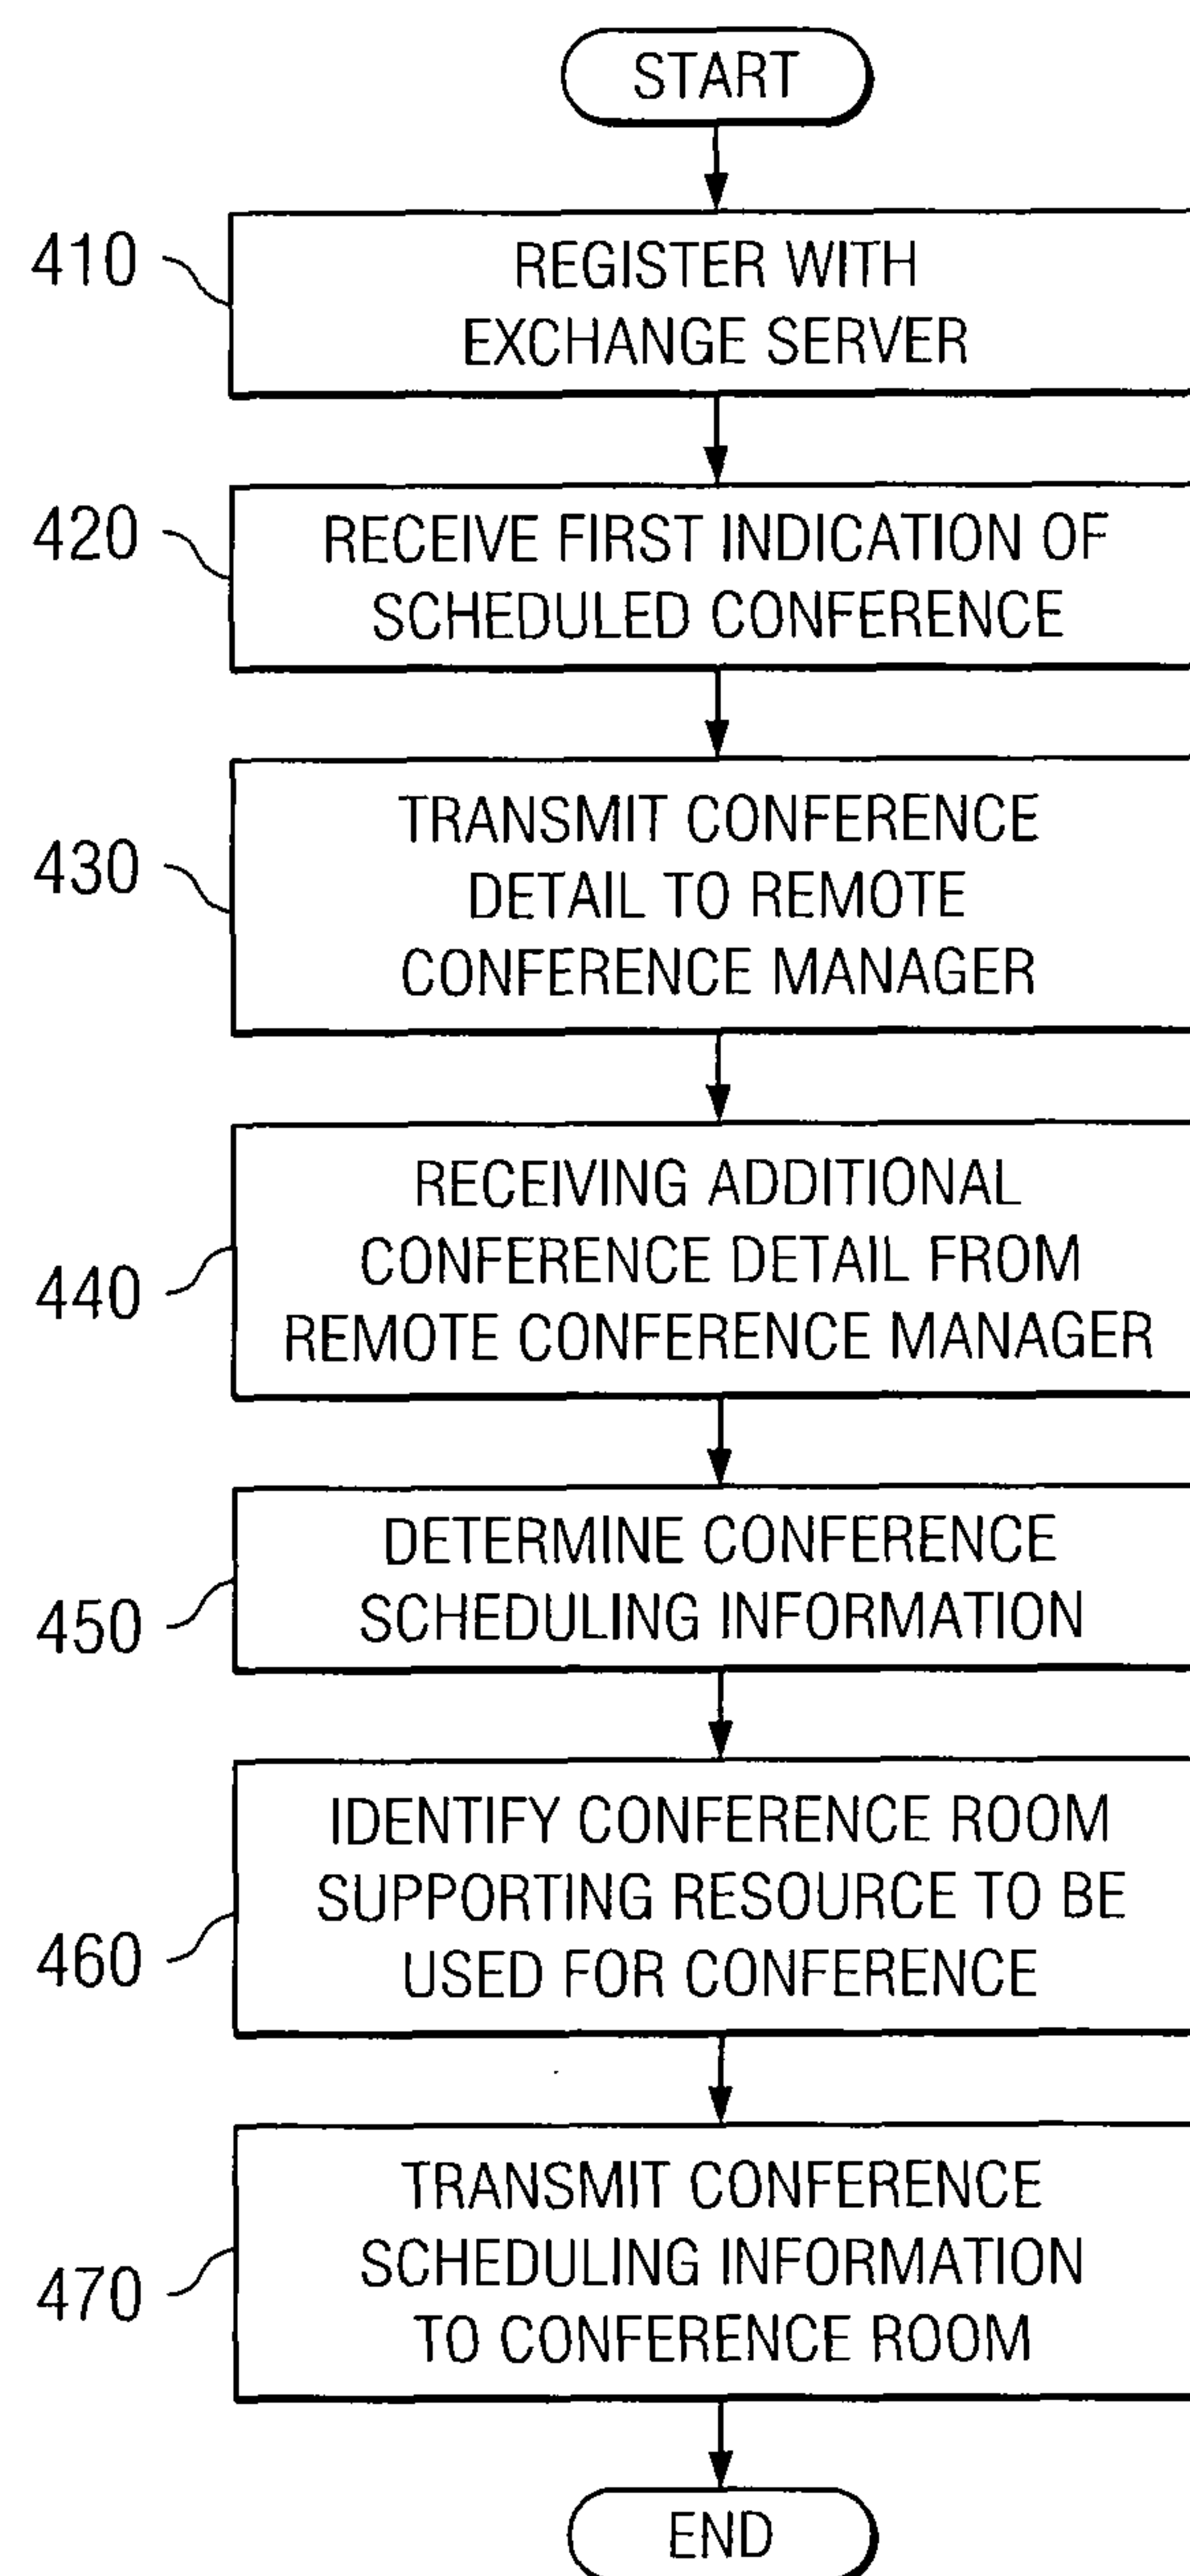 START
410
REGISTER WITH
EXCHANGE SERVER
420
RECEIVE FIRST INDICATION OF
SCHEDULED CONFERENCE
430
TRANSMIT CONFERENCE
DETAIL TO REMOTE
CONFERENCE MANAGER
440
RECEIVING ADDITIONAL
CONFERENCE DETAIL FROM
REMOTE CONFERENCE MANAGER
450
DETERMINE CONFERENCE
SCHEDULING INFORMATION
460
IDENTIFY CONFERENCE ROOM
SUPPORTING RESOURCE TO BE
USED FOR CONFERENCE
470
TRANSMIT CONFERENCE
SCHEDULING INFORMATION
TO CONFERENCE ROOM
END